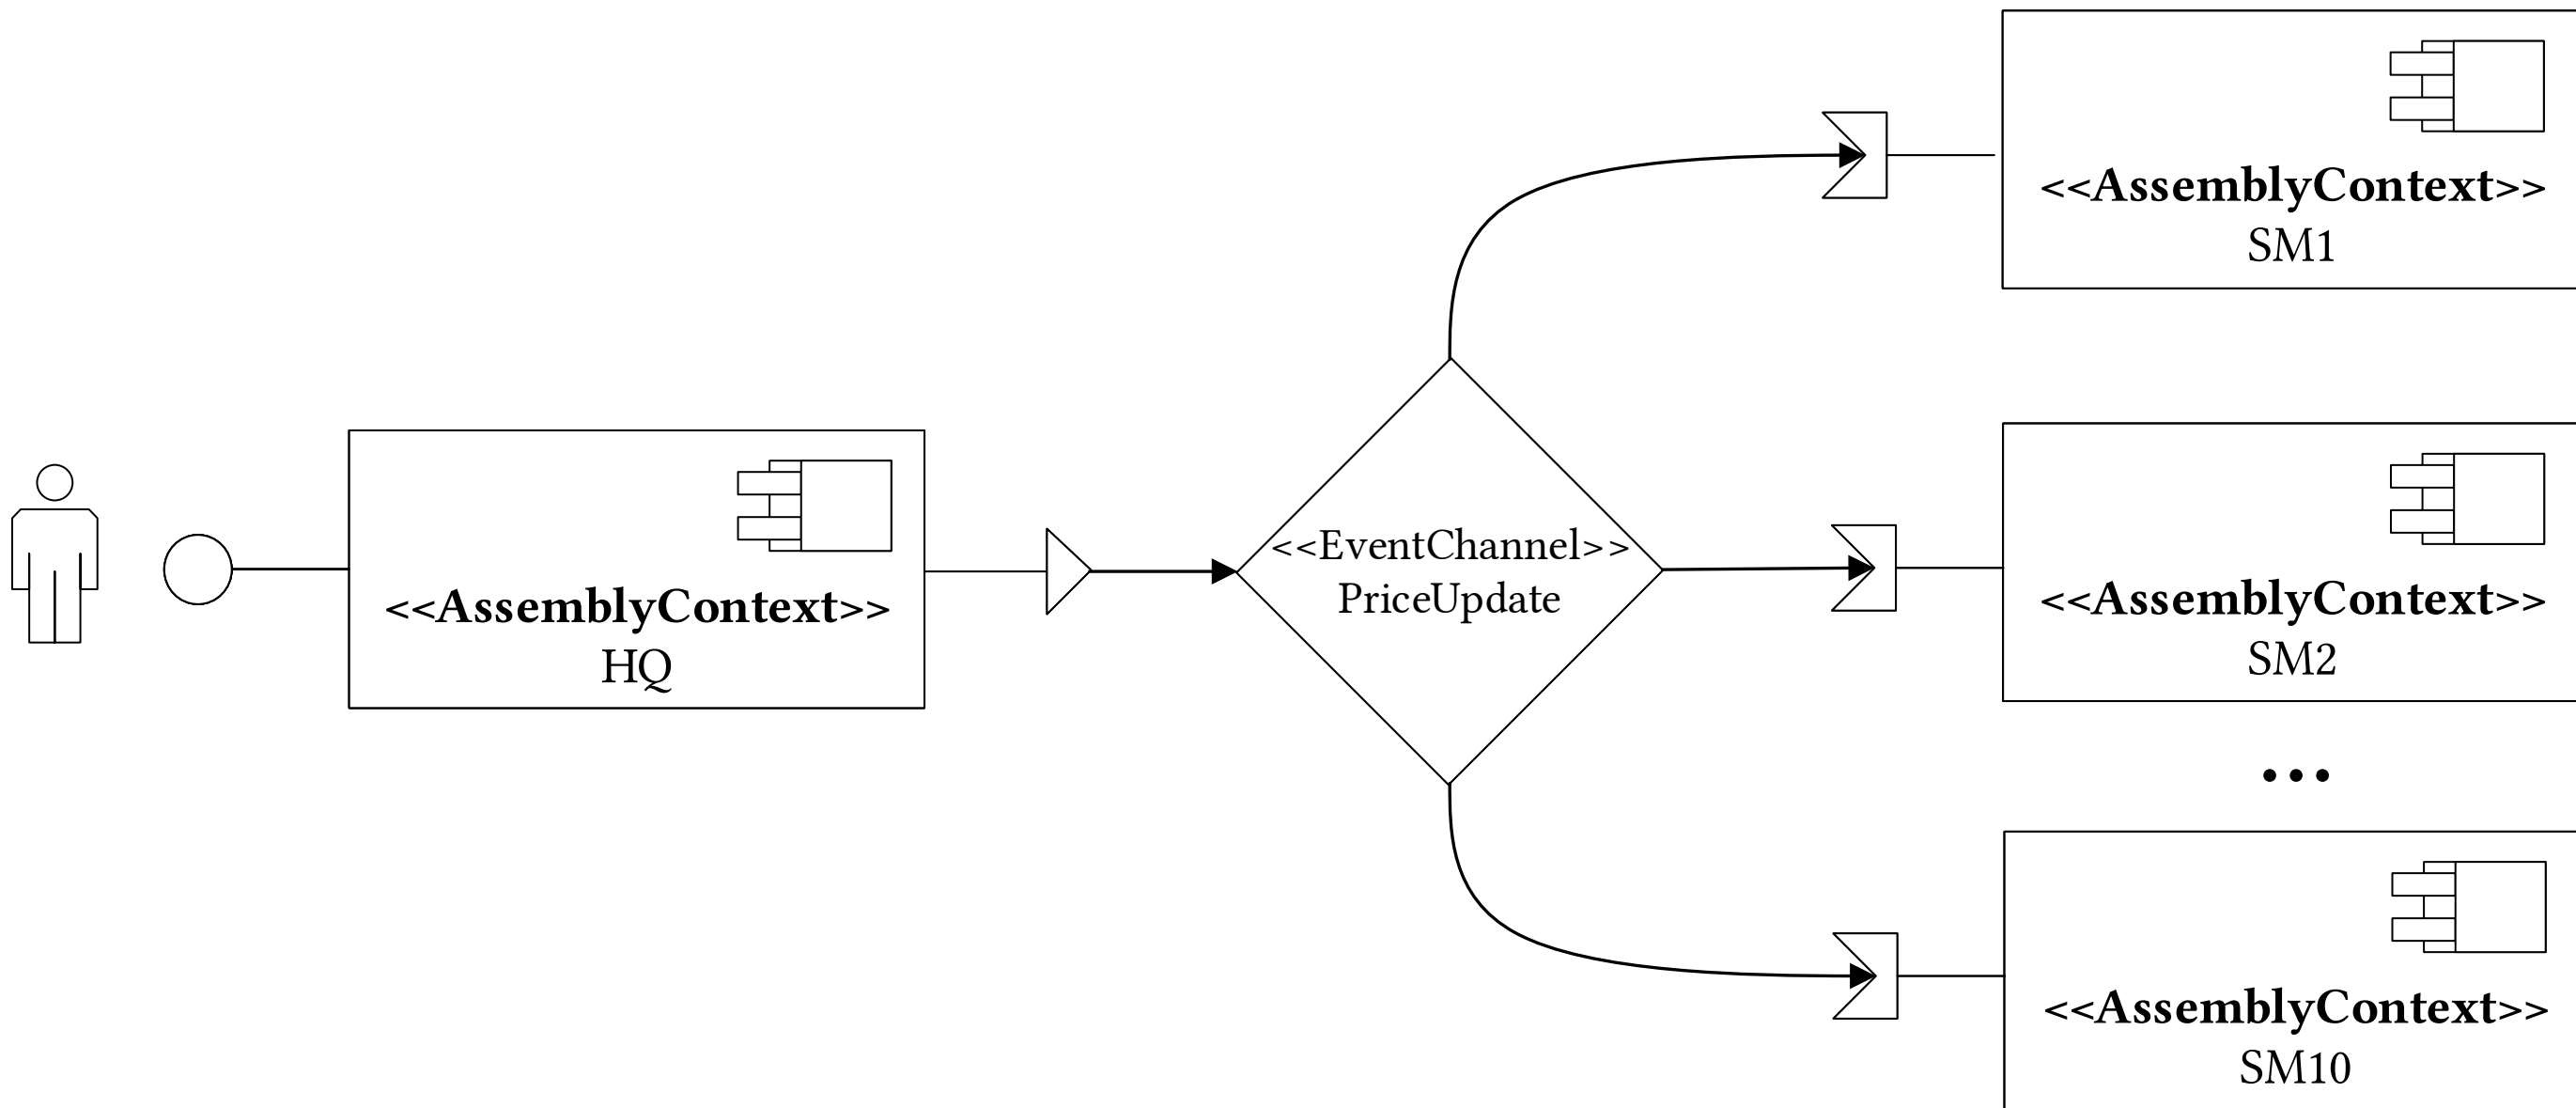 <<AssemblyContext>>
SM1
<<AssemblyContext>>
HQ
<<EventChannel>>
PriceUpdate
<<AssemblyContext>>
SM2
...
<<AssemblyContext>>
SM10